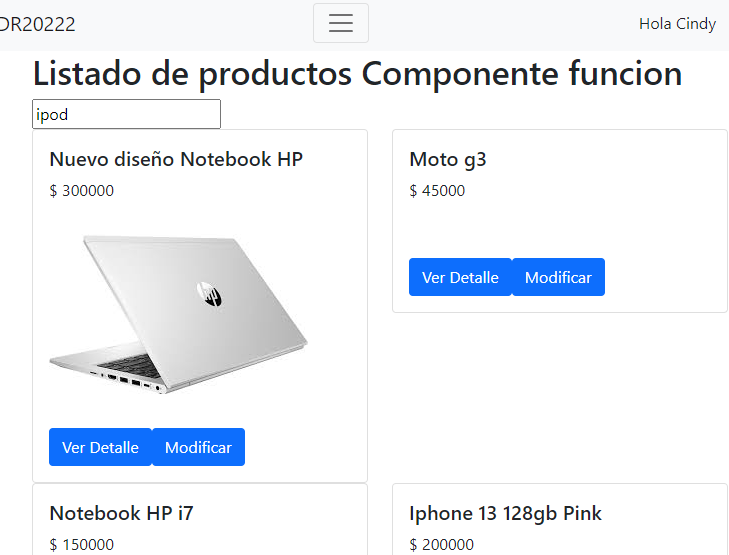 DR20222
Hola Cindy
Listado de productos Componente funcion
ipod
Nuevo diseño Notebook HP
$ 300000
hp
Ver Detalle
Modificar
Moto g3
$ 45000
Ver Detalle
Modificar
Notebook HP i7
$ 150000
Iphone 13 128gb Pink
$ 200000